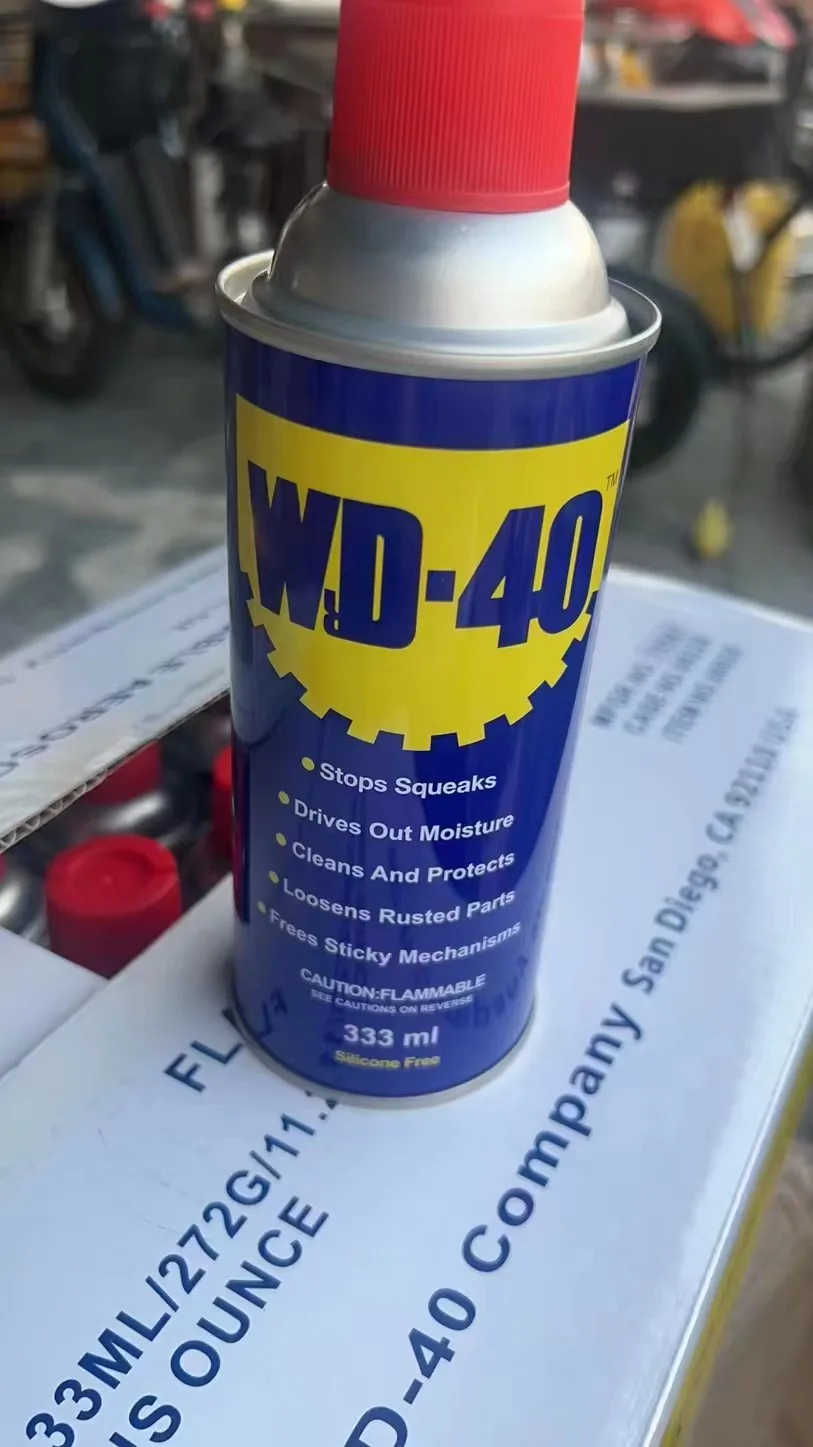 WD-40
TM
R
Stops Squeaks
Drives Out Moisture
Cleans And Protects
Loosens Rusted Parts
Frees Sticky Mechanisms
CAUTION:FLAMMABLE
SEE CAUTIONS ON REVERSE
333 ml
Silicone Free
FL
33ML/272G/11.
OUNCE
D-40 Company San Diego, CA 92110 USA